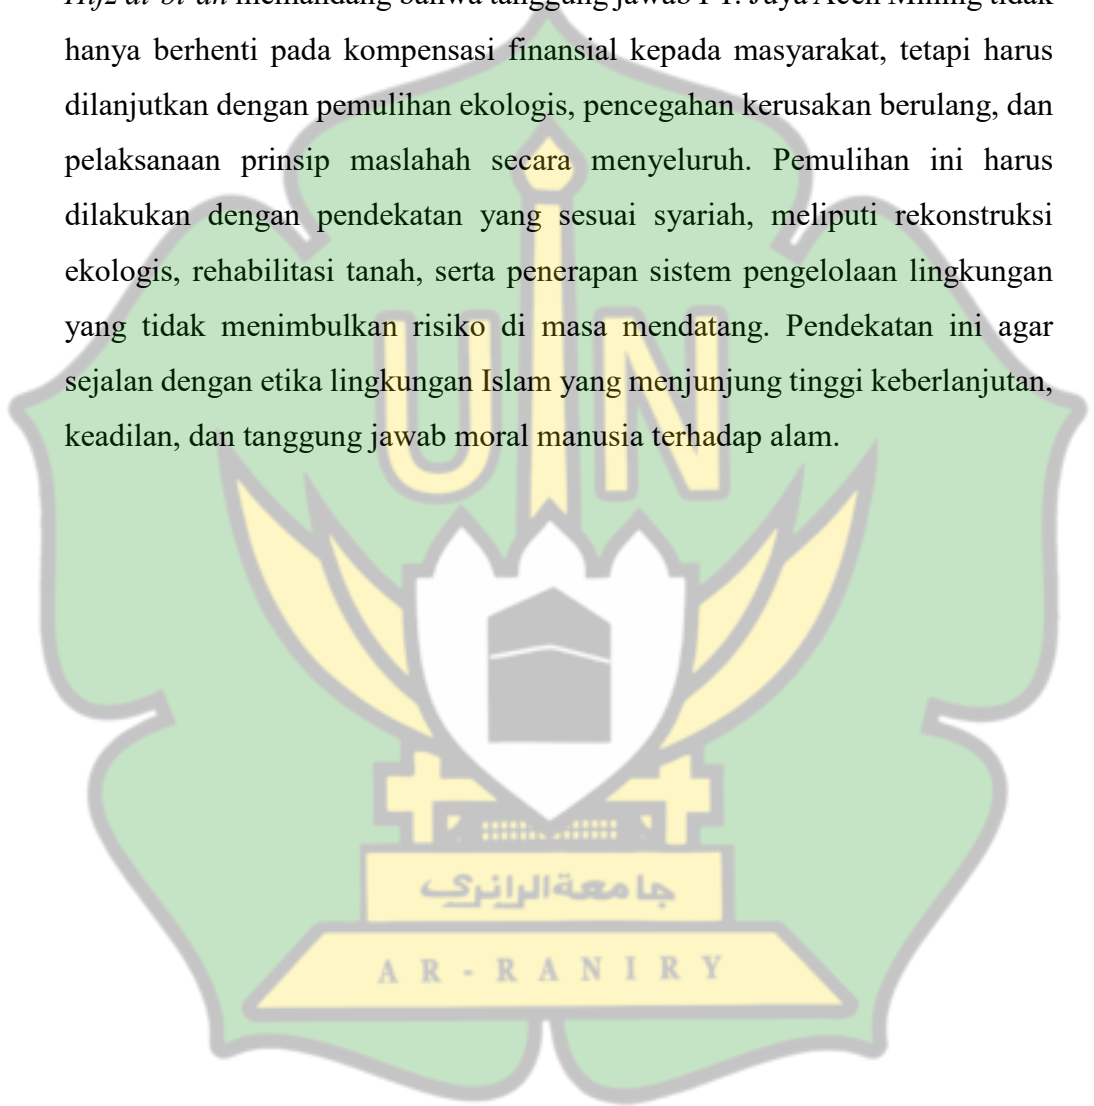 memandang bahwa tanggung jawab PT. Juya Aceh Mining tidak
hanya berhenti pada kompensasi finansial kepada masyarakat, tetapi harus
dilanjutkan dengan pemulihan ekologis, pencegahan kerusakan berulang, dan
pelaksanaan prinsip maslahah secara menyeluruh. Pemulihan ini harus
dilakukan dengan pendekatan yang sesuai syariah, meliputi rekonstruksi
ekologis, rehabilitasi tanah, serta penerapan sistem pengelolaan lingkungan
yang tidak menimbulkan risiko di masa mendatang. Pendekatan ini agar
sejalan dengan etika lingkungan Islam yang menjunjung tinggi keberlanjutan,
keadilan, dan tanggung jawab moral manusia terhadap alam.
UIN
جامعةالرانري
AR-RANIRY